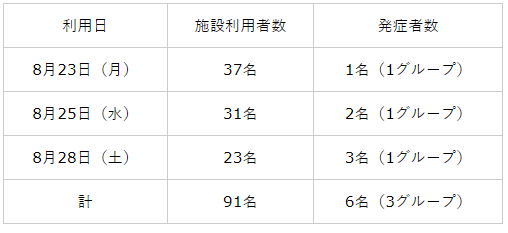 利用日 施設利用者数 発症者数
8月23日（月） 37名 1名（1グループ）
8月25日（水） 31名 2名（1グループ）
8月28日（土） 23名 3名（1グループ）
計 91名 6名（3グループ）